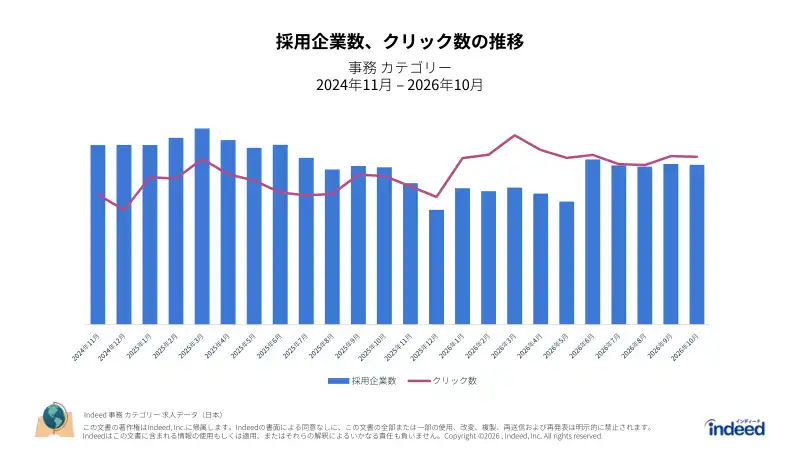 採用企業数、クリック数の推移
事務 カテゴリー
2024年11月 – 2026年10月
2024年11月
2024年12月
2025年1月
2025年2月
2025年3月
2025年4月
2025年5月
2025年6月
2025年7月
2025年8月
2025年9月
2025年10月
2025年11月
2025年12月
2026年1月
2026年2月
2026年3月
2026年4月
2026年5月
2026年6月
2026年7月
2026年8月
2026年9月
2026年10月
採用企業数 クリック数
Indeed 事務 カテゴリー 求人データ（日本）
この文書の著作権はIndeed, Inc.に帰属します。Indeedの書面による同意なしに、この文書の全部または一部の使用、改変、複製、再送信および再発表は明示的に禁止されます。
Indeedはこの文書に含まれる情報の使用もしくは適用、またはそれらの解釈によるいかなる責任も負いません。Copyright ©2026 , Indeed, Inc. All rights reserved.
インディード
indeed